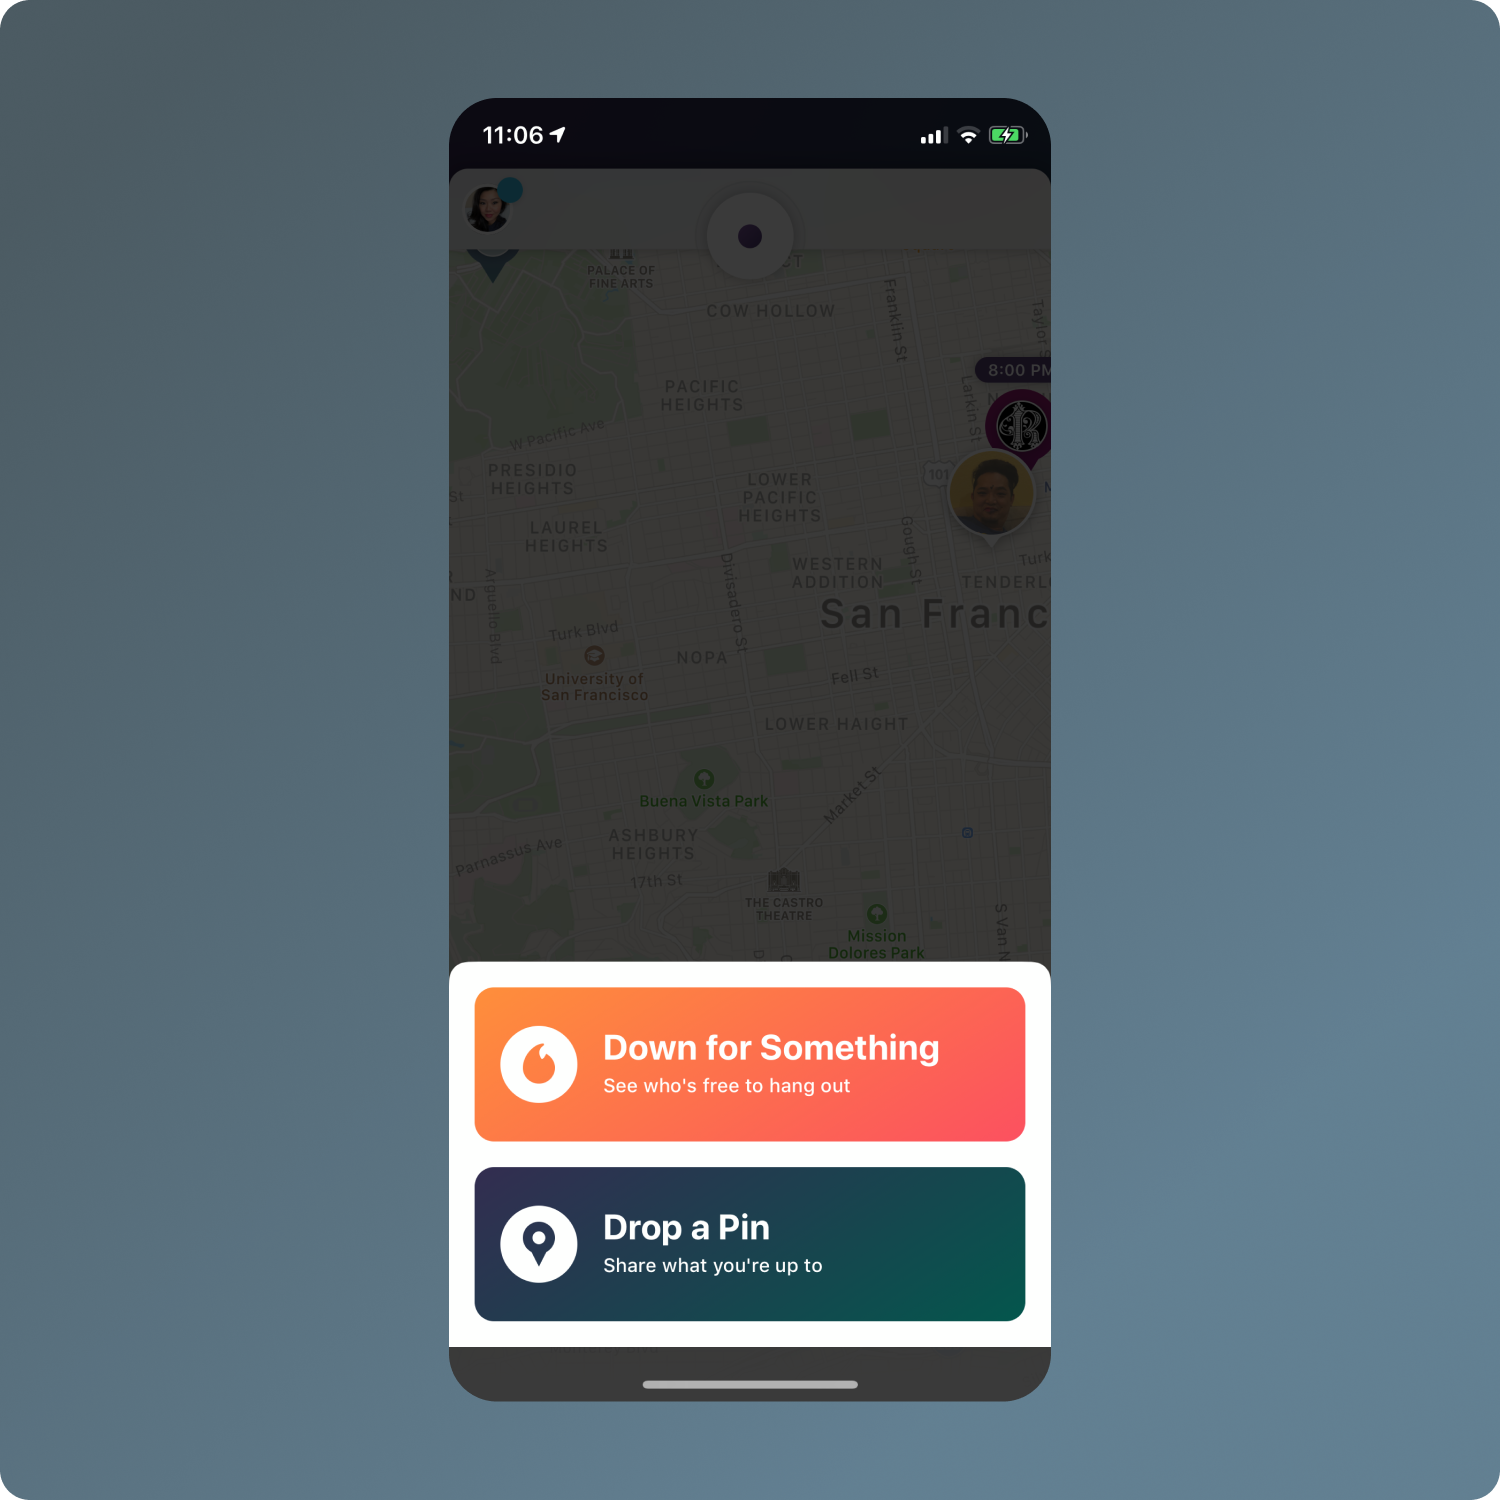 11:06
PALACE OF
FINE ARTS
CT
COW HOLLOW
Franklin St
Taylor S
8:00 PM
PACIFIC
HEIGHTS
Larkin St
N
R
W Pacific Ave
PRESIDIO
HEIGHTS
101
LOWER
PACIFIC
HEIGHTS
St
LAUREL
HEIGHTS
Gough St
Divisadero St
WESTERN
ADDITION
Turk
TENDERLO
ND
Arguello Blvd
San Franc
Turk Blvd
NOPA
University of
San Francisco
Fell St
LOWER HAIGHT
Buena Vista Park
Market St
ASHBURY
HEIGHTS
Parnassus Ave
17th St
THE CASTRO
THEATRE
Mission
Dolores Park
S Van N
Down for Something
See who's free to hang out
Drop a Pin
Share what you're up to